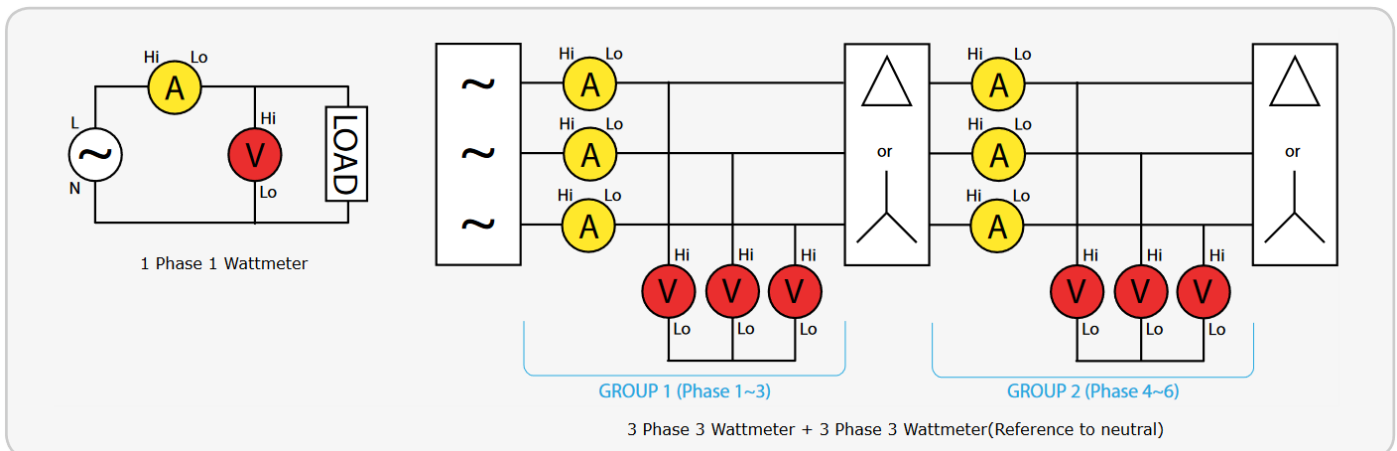 Hi Lo
A
L
N
Hi
V
Lo
LOAD
1 Phase 1 Wattmeter
~
~
~
~
Hi Lo
A
Hi Lo
A
Hi Lo
A
Hi Hi Hi
V V V
Lo Lo Lo
or
GROUP 1 (Phase 1~3)
Hi Lo
A
Hi Lo
A
Hi Lo
A
Hi Hi Hi
V V V
Lo Lo Lo
or
GROUP 2 (Phase 4~6)
3 Phase 3 Wattmeter + 3 Phase 3 Wattmeter(Reference to neutral)